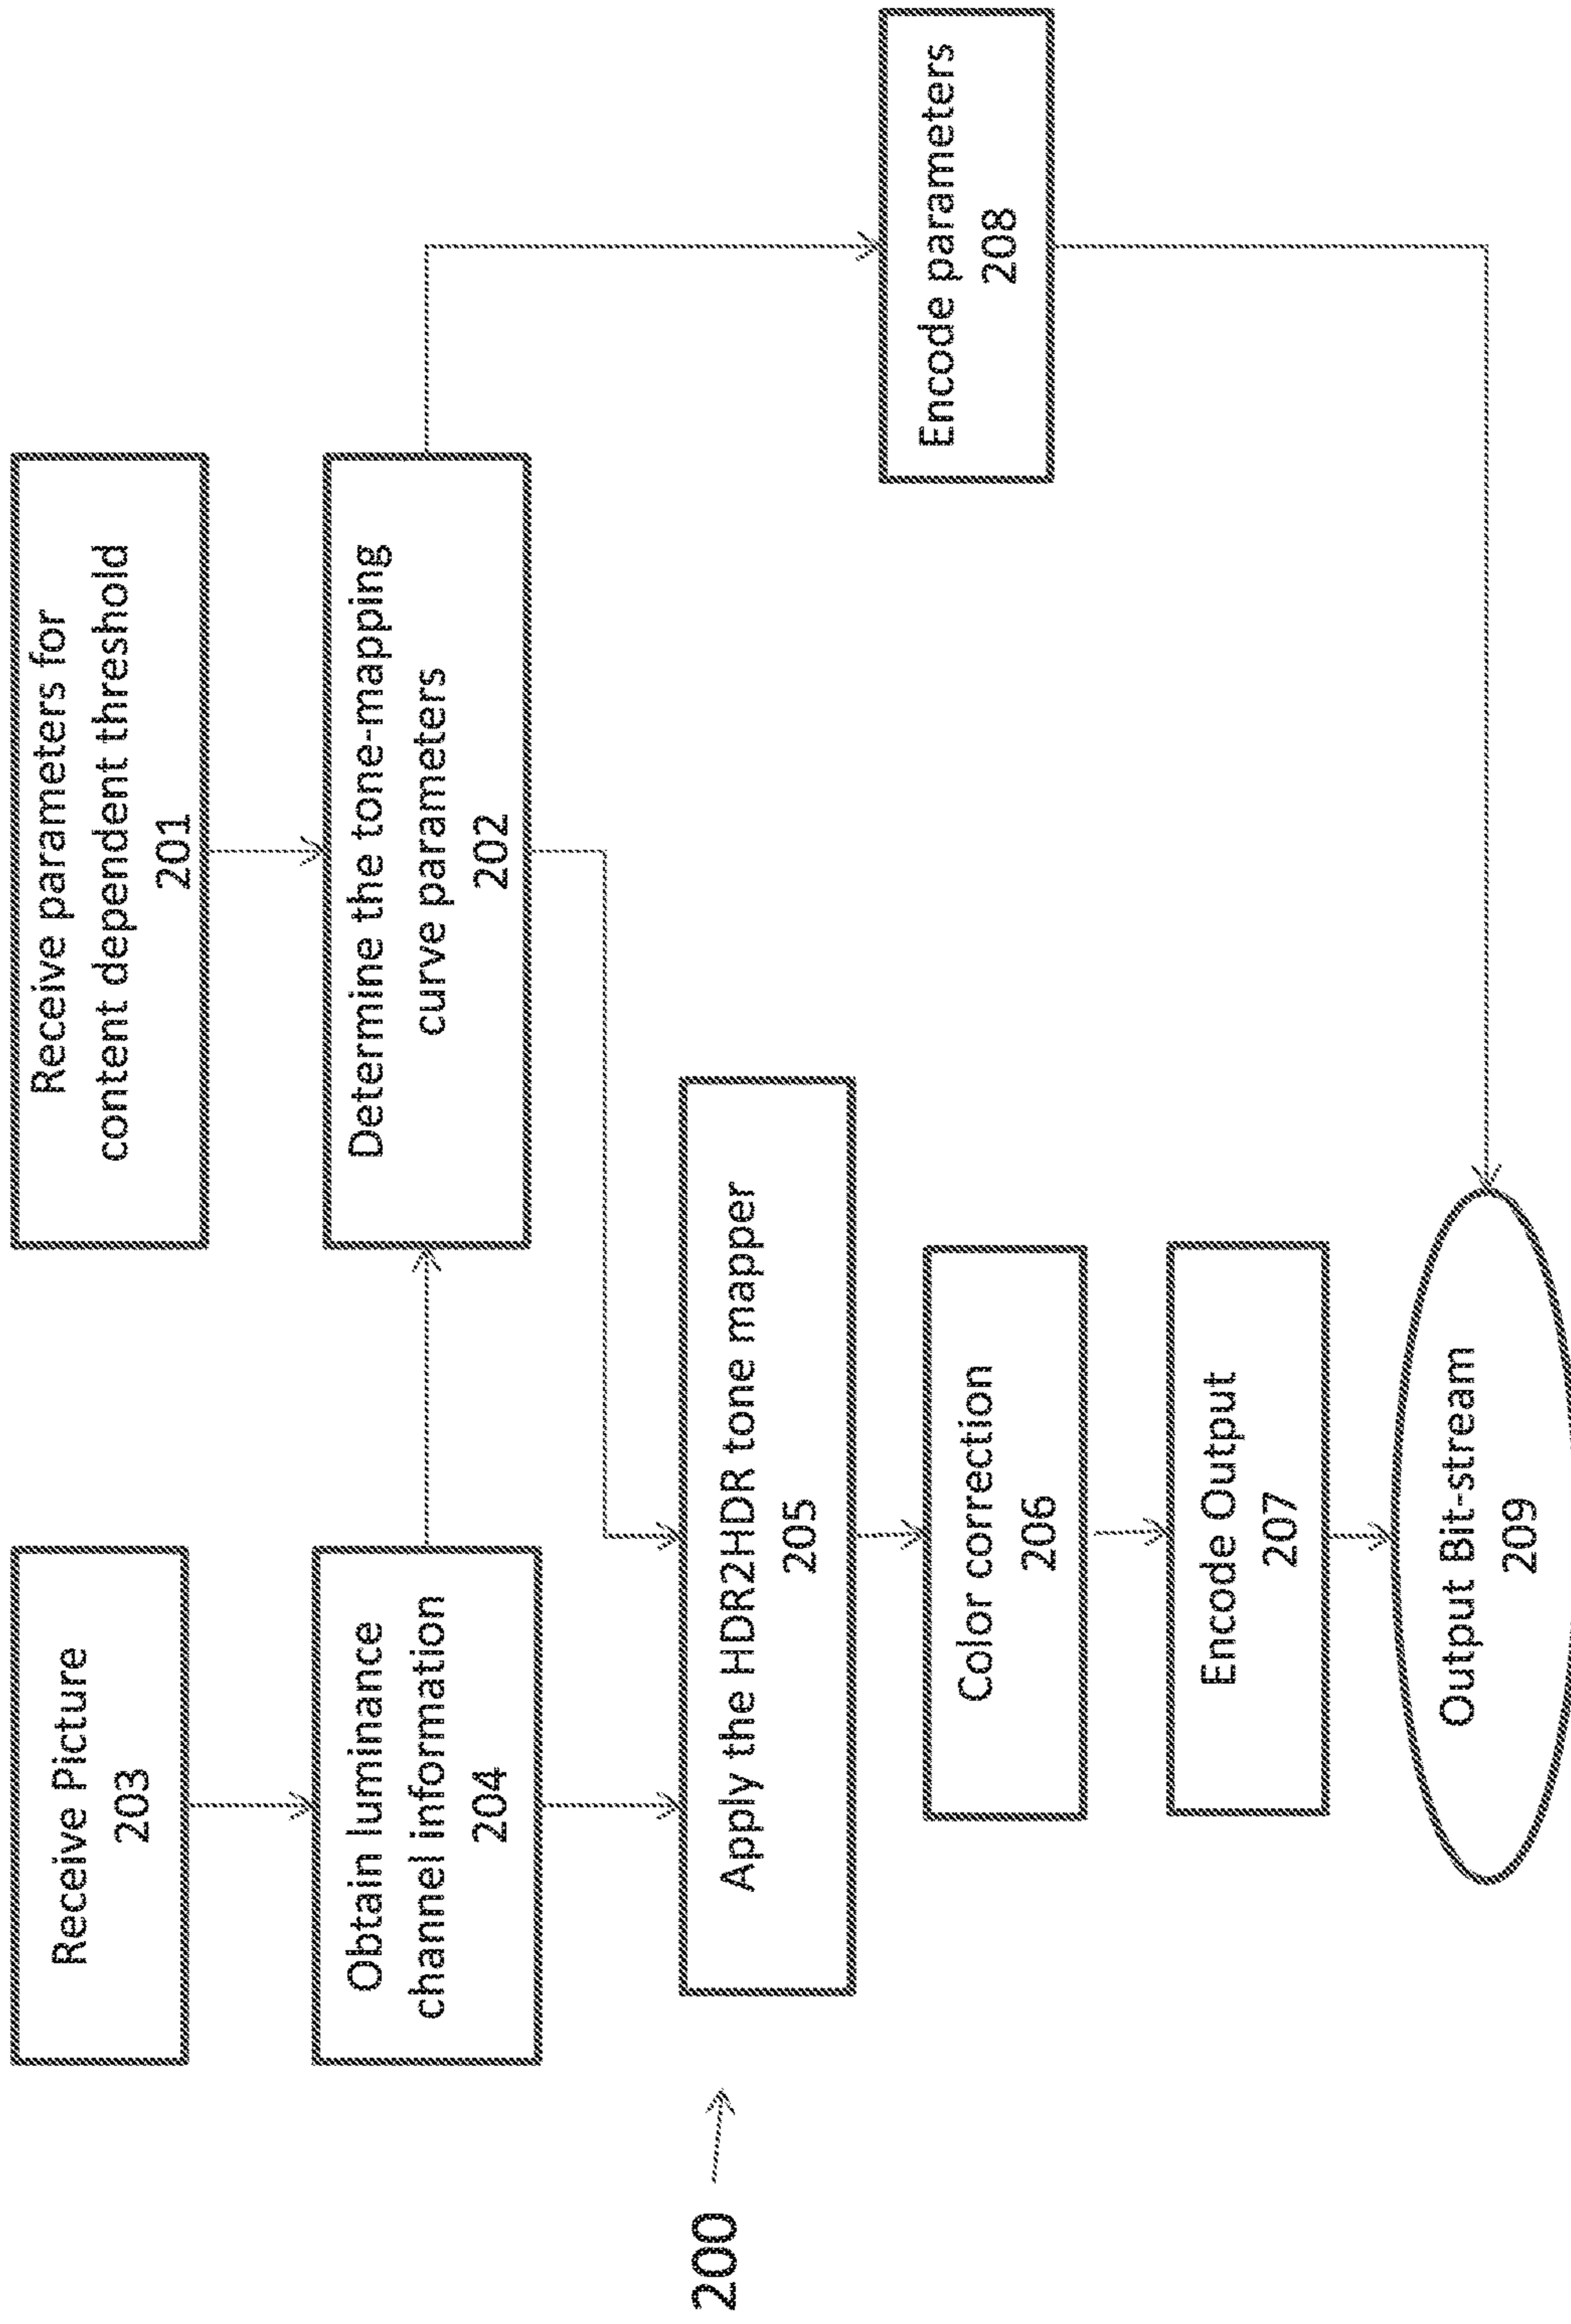 200
Receive Picture
203
Receive parameters for
content dependent threshold
201
Obtain luminance
channel information
204
Determine the tone-mapping
curve parameters
202
Apply the HDR2HDR tone mapper
205
Encode parameters
208
Color correction
206
Encode Output
207
Output Bit-stream
209